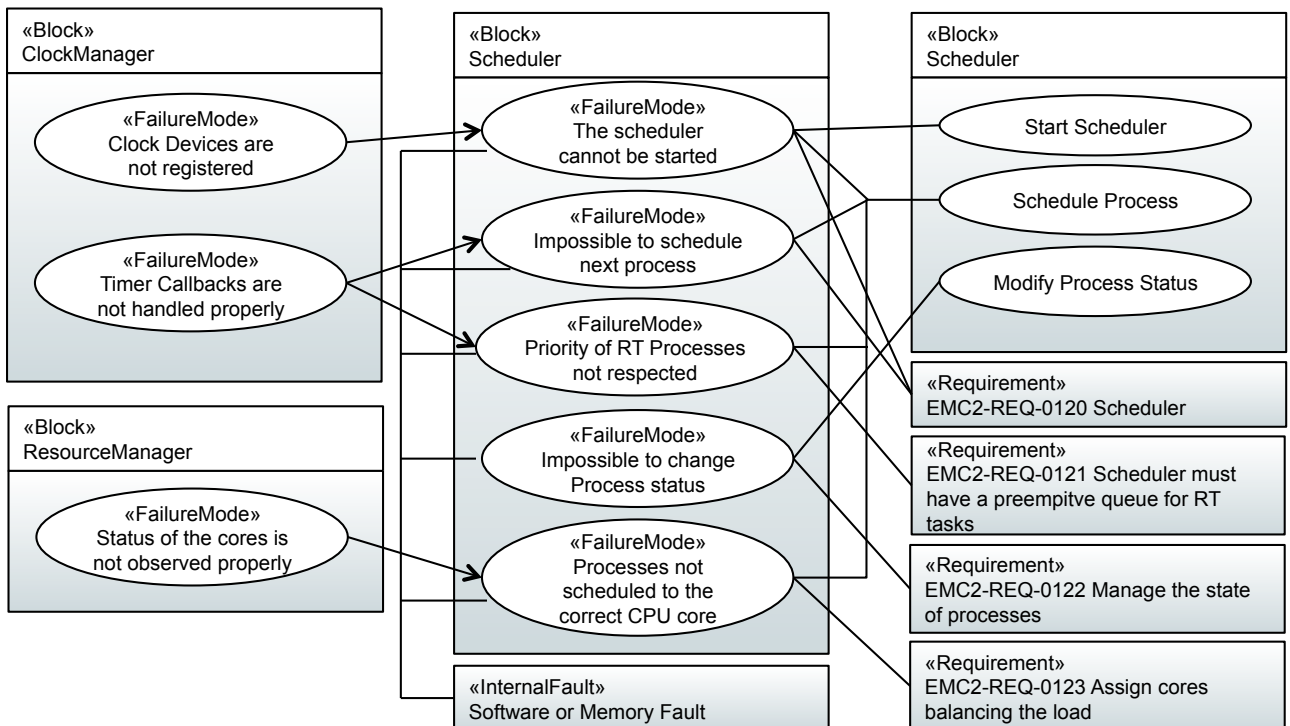 «Block»
ClockManager
«FailureMode»
Clock Devices are
not registered
«FailureMode»
Timer Callbacks are
not handled properly
«Block»
ResourceManager
«FailureMode»
Status of the cores is
not observed properly
«Block»
Scheduler
«FailureMode»
The scheduler
cannot be started
«FailureMode»
Impossible to schedule
next process
«FailureMode»
Priority of RT Processes
not respected
«FailureMode»
Impossible to change
Process status
«FailureMode»
Processes not
scheduled to the
correct CPU core
«InternalFault»
Software or Memory Fault
«Block»
Scheduler
Start Scheduler
Schedule Process
Modify Process Status
«Requirement»
EMC2-REQ-0120 Scheduler
«Requirement»
EMC2-REQ-0121 Scheduler must
have a preempitve queue for RT
tasks
«Requirement»
EMC2-REQ-0122 Manage the state
of processes
«Requirement»
EMC2-REQ-0123 Assign cores
balancing the load